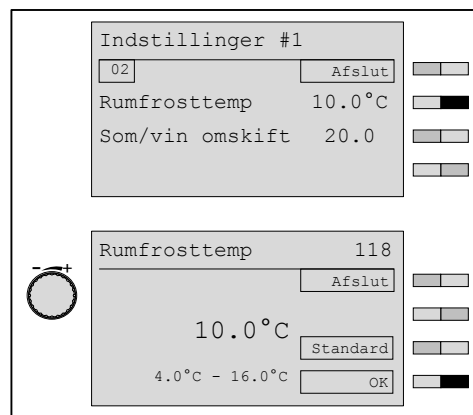 Indstillinger #1
02 Afslut
Rumfrosttemp 10.0°C
Som/vin omskift 20.0
Rumfrosttemp 118
- +
Afslut
10.0°C
Standard
4.0°C - 16.0°C OK